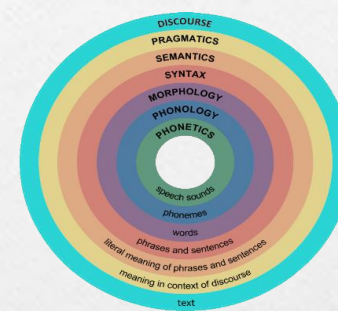 DISCOURSE
PRAGMATICS
SEMANTICS
SYNTAX
MORPHOLOGY
PHONOLOGY
PHONETICS
speech sounds
phonemes
words
phrases and sentences
literal meaning of phrases and sentences
meaning in context of discourse
text